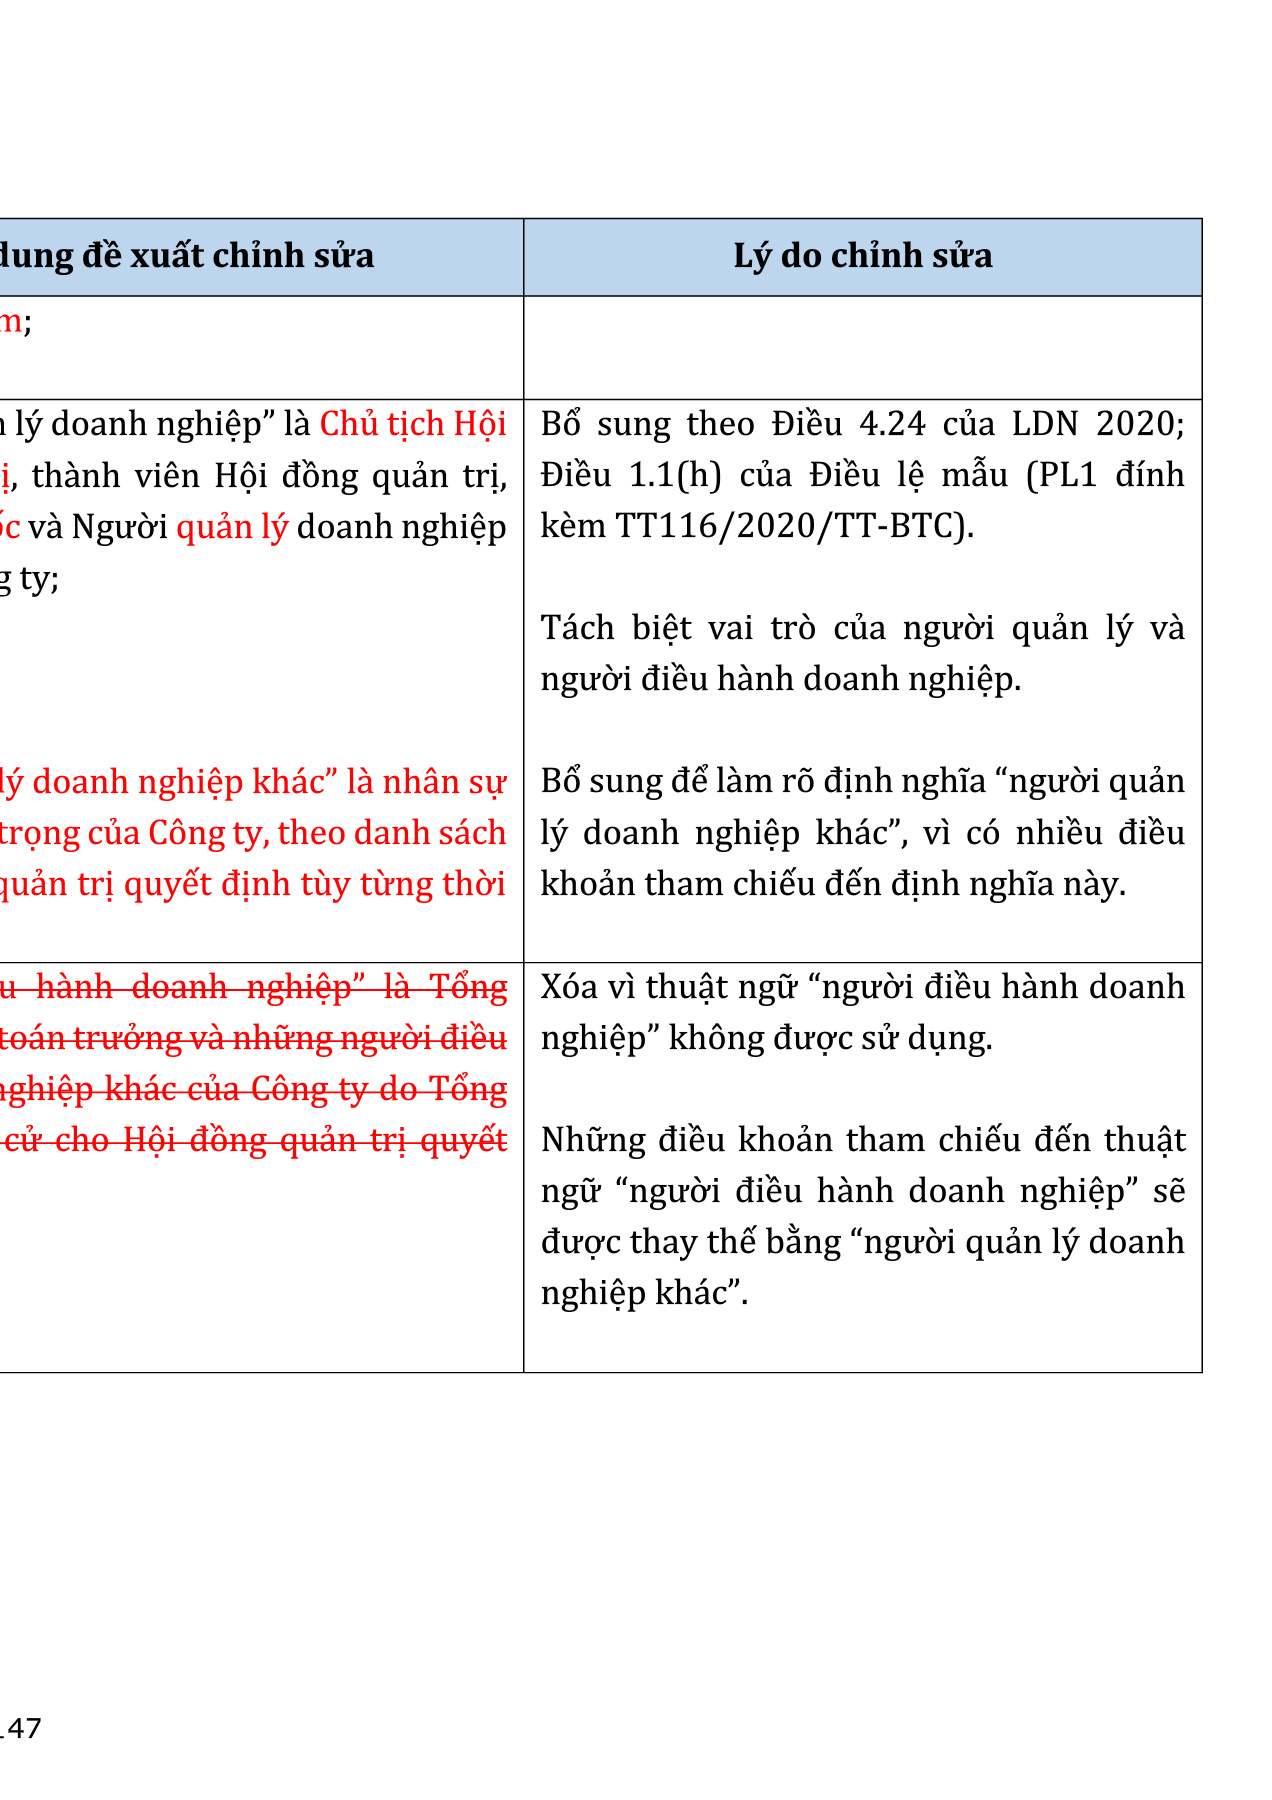 dung đề xuất chỉnh sửa
Lý do chỉnh sửa
m;
lý doanh nghiệp” là Chủ tịch Hội
ị, thành viên Hội đồng quản trị,
ốc và Người quản lý doanh nghiệp
g ty;
lý doanh nghiệp khác” là nhân sự
trọng của Công ty, theo danh sách
quản trị quyết định tùy từng thời
Bổ sung theo Điều 4.24 của LDN 2020;
Điều 1.1(h) của Điều lệ mẫu (PL1 đính
kèm TT116/2020/TT-BTC).
Tách biệt vai trò của người quản lý và
người điều hành doanh nghiệp.
Bổ sung để làm rõ định nghĩa “người quản
lý doanh nghiệp khác”, vì có nhiều điều
khoản tham chiếu đến định nghĩa này.
u hành doanh nghiệp” là Tổng
toán trưởng và những người điều
nghiệp khác của Công ty do Tổng
cử cho Hội đồng quản trị quyết
Xóa vì thuật ngữ “người điều hành doanh
nghiệp” không được sử dụng.
Những điều khoản tham chiếu đến thuật
ngữ “người điều hành doanh nghiệp” sẽ
được thay thế bằng “người quản lý doanh
nghiệp khác”.
147